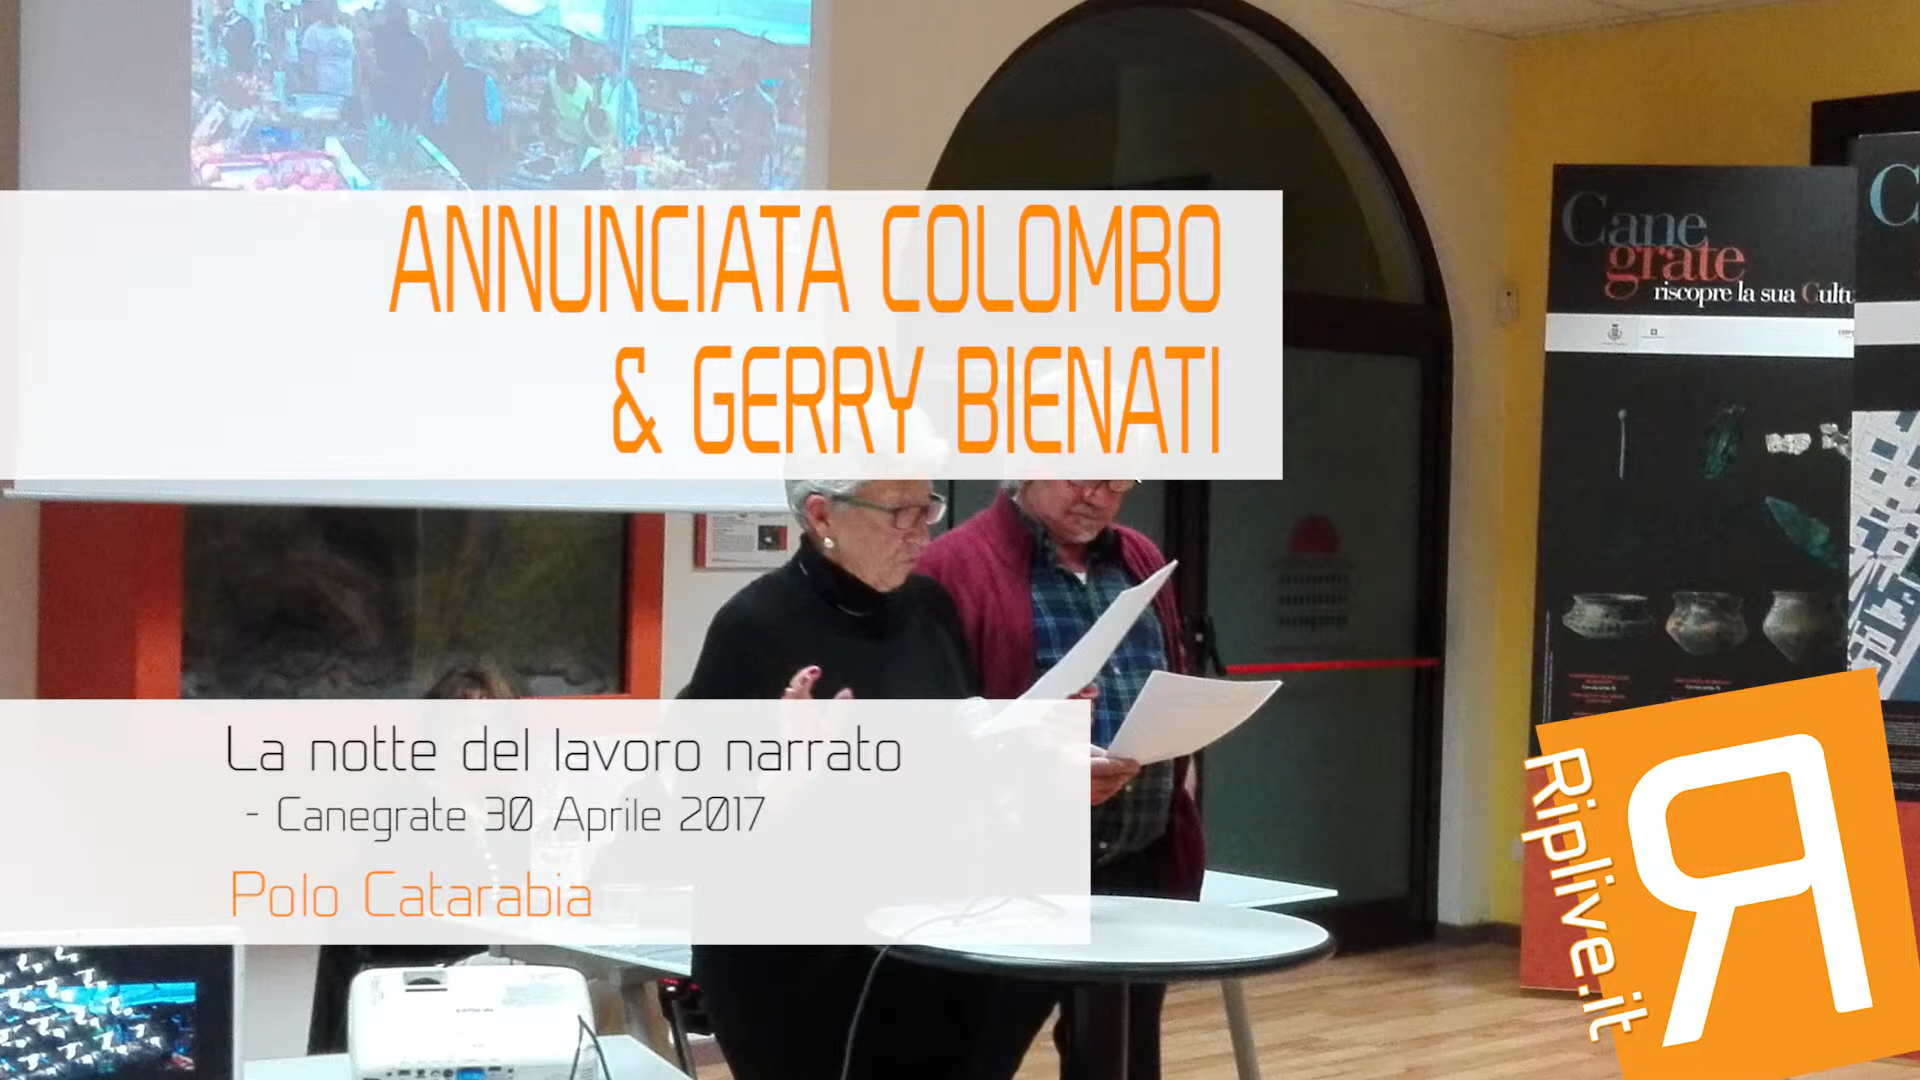 ANNUNCIATA COLOMBO
& GERRY BIENATI
Cane
grate
riscopre la sua Cultu
C
La notte del lavoro narrato
- Canegrate 30 Aprile 2017
Polo Catarabia
Riplive.it
R